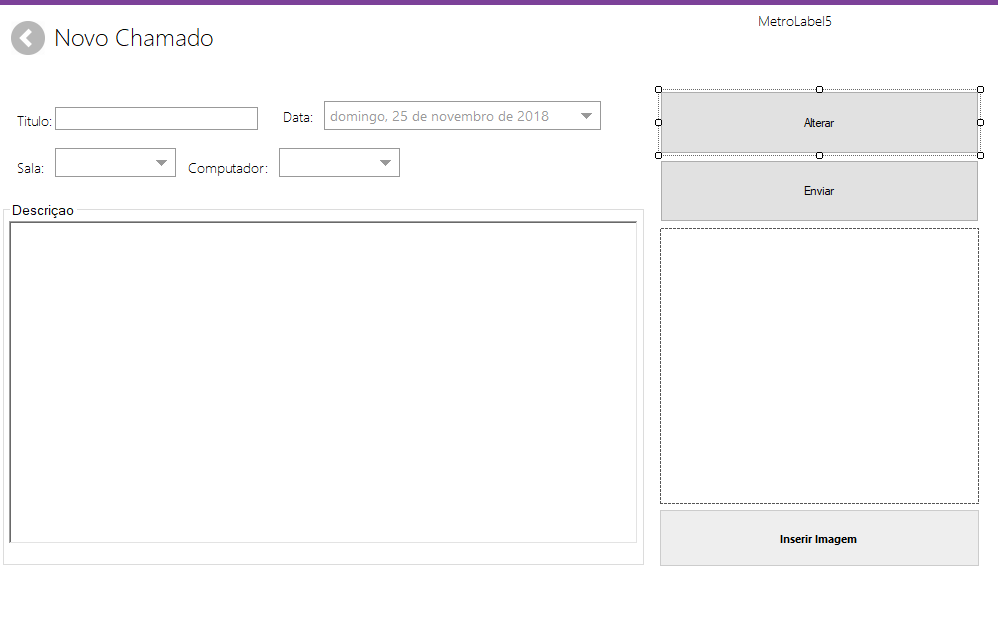 MetroLabel5
Novo Chamado
Titulo:
Data:
domingo, 25 de novembro de 2018
Alterar
Sala:
Computador:
Enviar
Descriçao
Inserir Imagem